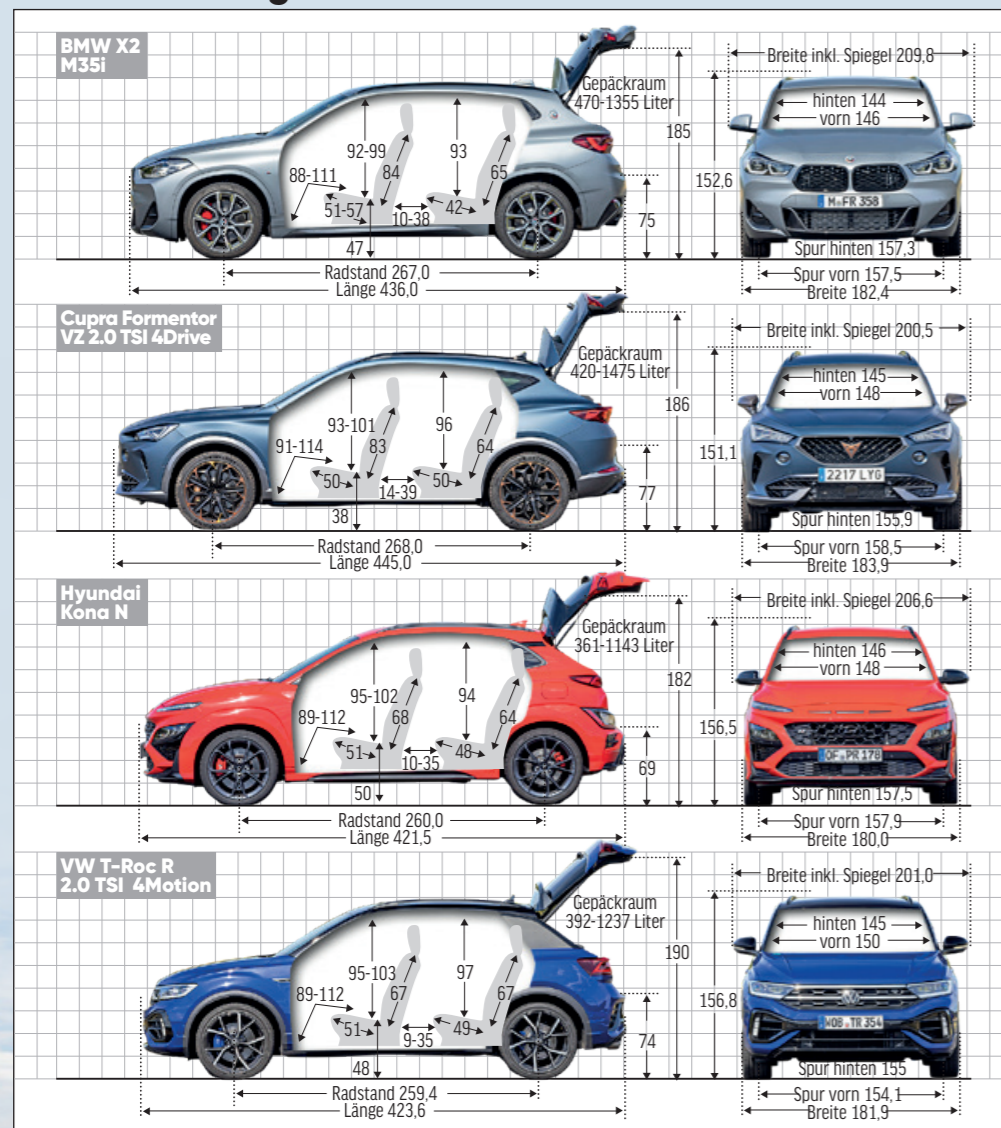 BMW X2
M35i
Gepäckraum
470-1355 Liter
92-99
93
84
65
88-111
51-57
10-38
42
47
185
75
Radstand 267,0
Länge 436,0
Breite inkl. Spiegel 209,8
hinten 144
vorn 146
152,6
M FR 358
Spur hinten 157,3
Spur vorn 157,5
Breite 182,4
Cupra Formentor
VZ 2.0 TSI 4Drive
Gepäckraum
420-1475 Liter
93-101
96
83
64
91-114
50
14-39
50
38
186
77
Radstand 268,0
Länge 445,0
Breite inkl. Spiegel 200,5
hinten 145
vorn 148
151,1
2217 LYG
Spur hinten 155,9
Spur vorn 158,5
Breite 183,9
Hyundai
Kona N
Gepäckraum
361-1143 Liter
95-102
94
68
64
89-112
51
10-35
48
50
182
69
Radstand 260,0
Länge 421,5
Breite inkl. Spiegel 206,6
hinten 146
vorn 148
156,5
OF PR 178
Spur hinten 157,5
Spur vorn 157,9
Breite 180,0
VW T-Roc R
2.0 TSI 4Motion
Gepäckraum
392-1237 Liter
95-103
97
67
67
89-112
51
9-35
49
48
190
74
Radstand 259,4
Länge 423,6
Breite inkl. Spiegel 201,0
hinten 145
vorn 150
156,8
WOB TR 354
Spur hinten 155
Spur vorn 154,1
Breite 181,9